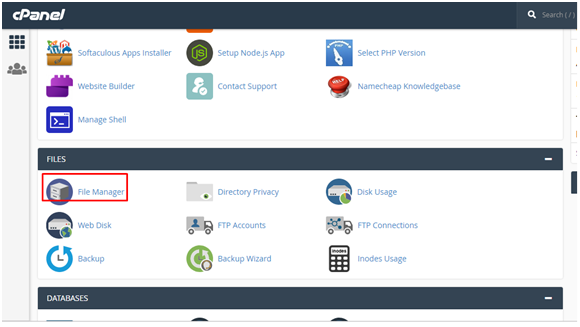 cPanel
Search ( / )
Softaculous Apps Installer
Setup Node.js App
Select PHP Version
Website Builder
Contact Support
Namecheap Knowledgebase
HELP
Manage Shell
FILES
File Manager
Directory Privacy
Disk Usage
Web Disk
FTP Accounts
FTP Connections
Backup
Backup Wizard
inodes
Inodes Usage
DATABASES